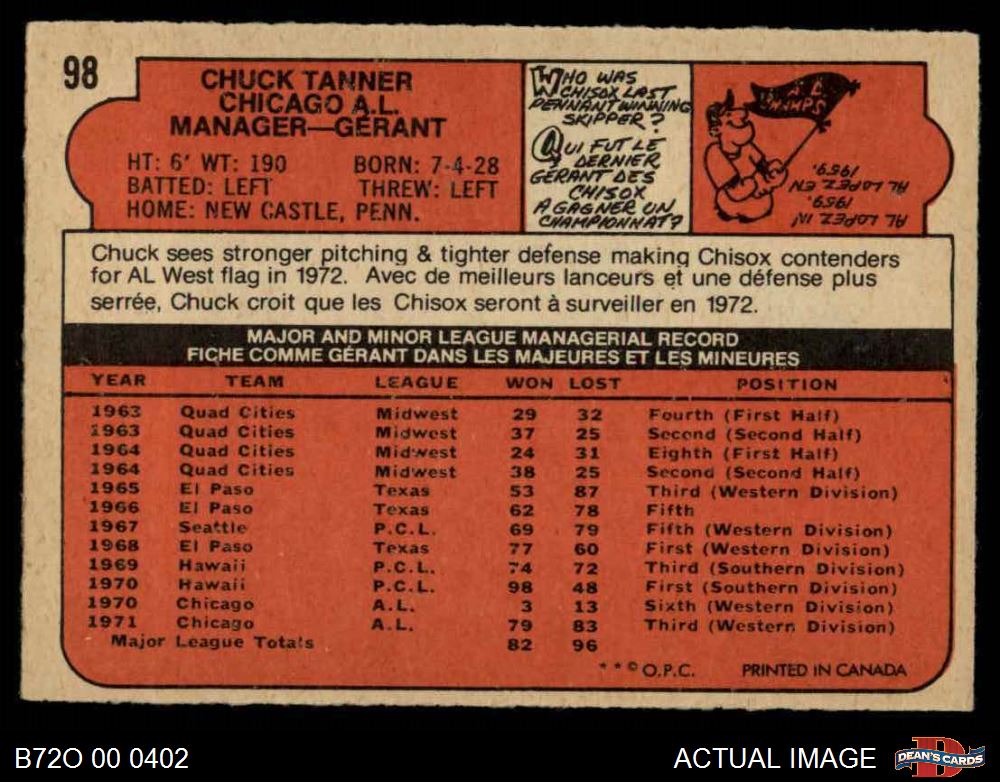 98
CHUCK TANNER
CHICAGO A.L.
MANAGER—GÉRANT
HT: 6' WT: 190 BORN: 7-4-28
BATTED: LEFT THREW: LEFT
HOME: NEW CASTLE, PENN.
WHO WAS
CHISOX LAST
PENNANT WINNING
SKIPPER?
QUI FUT LE
DERNIER
GÉRANT DES
CHISOX
A GAGNER UN
CHAMPIONNAT?
A L
CHAMPS
AL LOPEZ IN
1959.
AL LOPEZ EN
1959.
Chuck sees stronger pitching & tighter defense making Chisox contenders
for AL West flag in 1972. Avec de meilleurs lanceurs et une défense plus
serrée, Chuck croit que les Chisox seront à surveiller en 1972.
MAJOR AND MINOR LEAGUE MANAGERIAL RECORD
FICHE COMME GÉRANT DANS LES MAJEURES ET LES MINEURES
YEAR TEAM LEAGUE WON LOST POSITION
1963 Quad Cities Midwest 29 32 Fourth (First Half)
1963 Quad Cities Midwest 37 25 Second (Second Half)
1964 Quad Cities Midwest 24 31 Eighth (First Half)
1964 Quad Cities Midwest 38 25 Second (Second Half)
1965 El Paso Texas 53 87 Third (Western Division)
1966 El Paso Texas 62 78 Fifth
1967 Seattle P.C.L. 69 79 Fifth (Western Division)
1968 El Paso Texas 77 60 First (Western Division)
1969 Hawaii P.C.L. 74 72 Third (Southern Division)
1970 Hawaii P.C.L. 98 48 First (Southern Division)
1970 Chicago A.L. 3 13 Sixth (Western Division)
1971 Chicago A.L. 79 83 Third (Western Division)
Major League Totals 82 96
* * © O.P.C. PRINTED IN CANADA
B72O 00 0402
ACTUAL IMAGE
D
DEAN'S CARDS